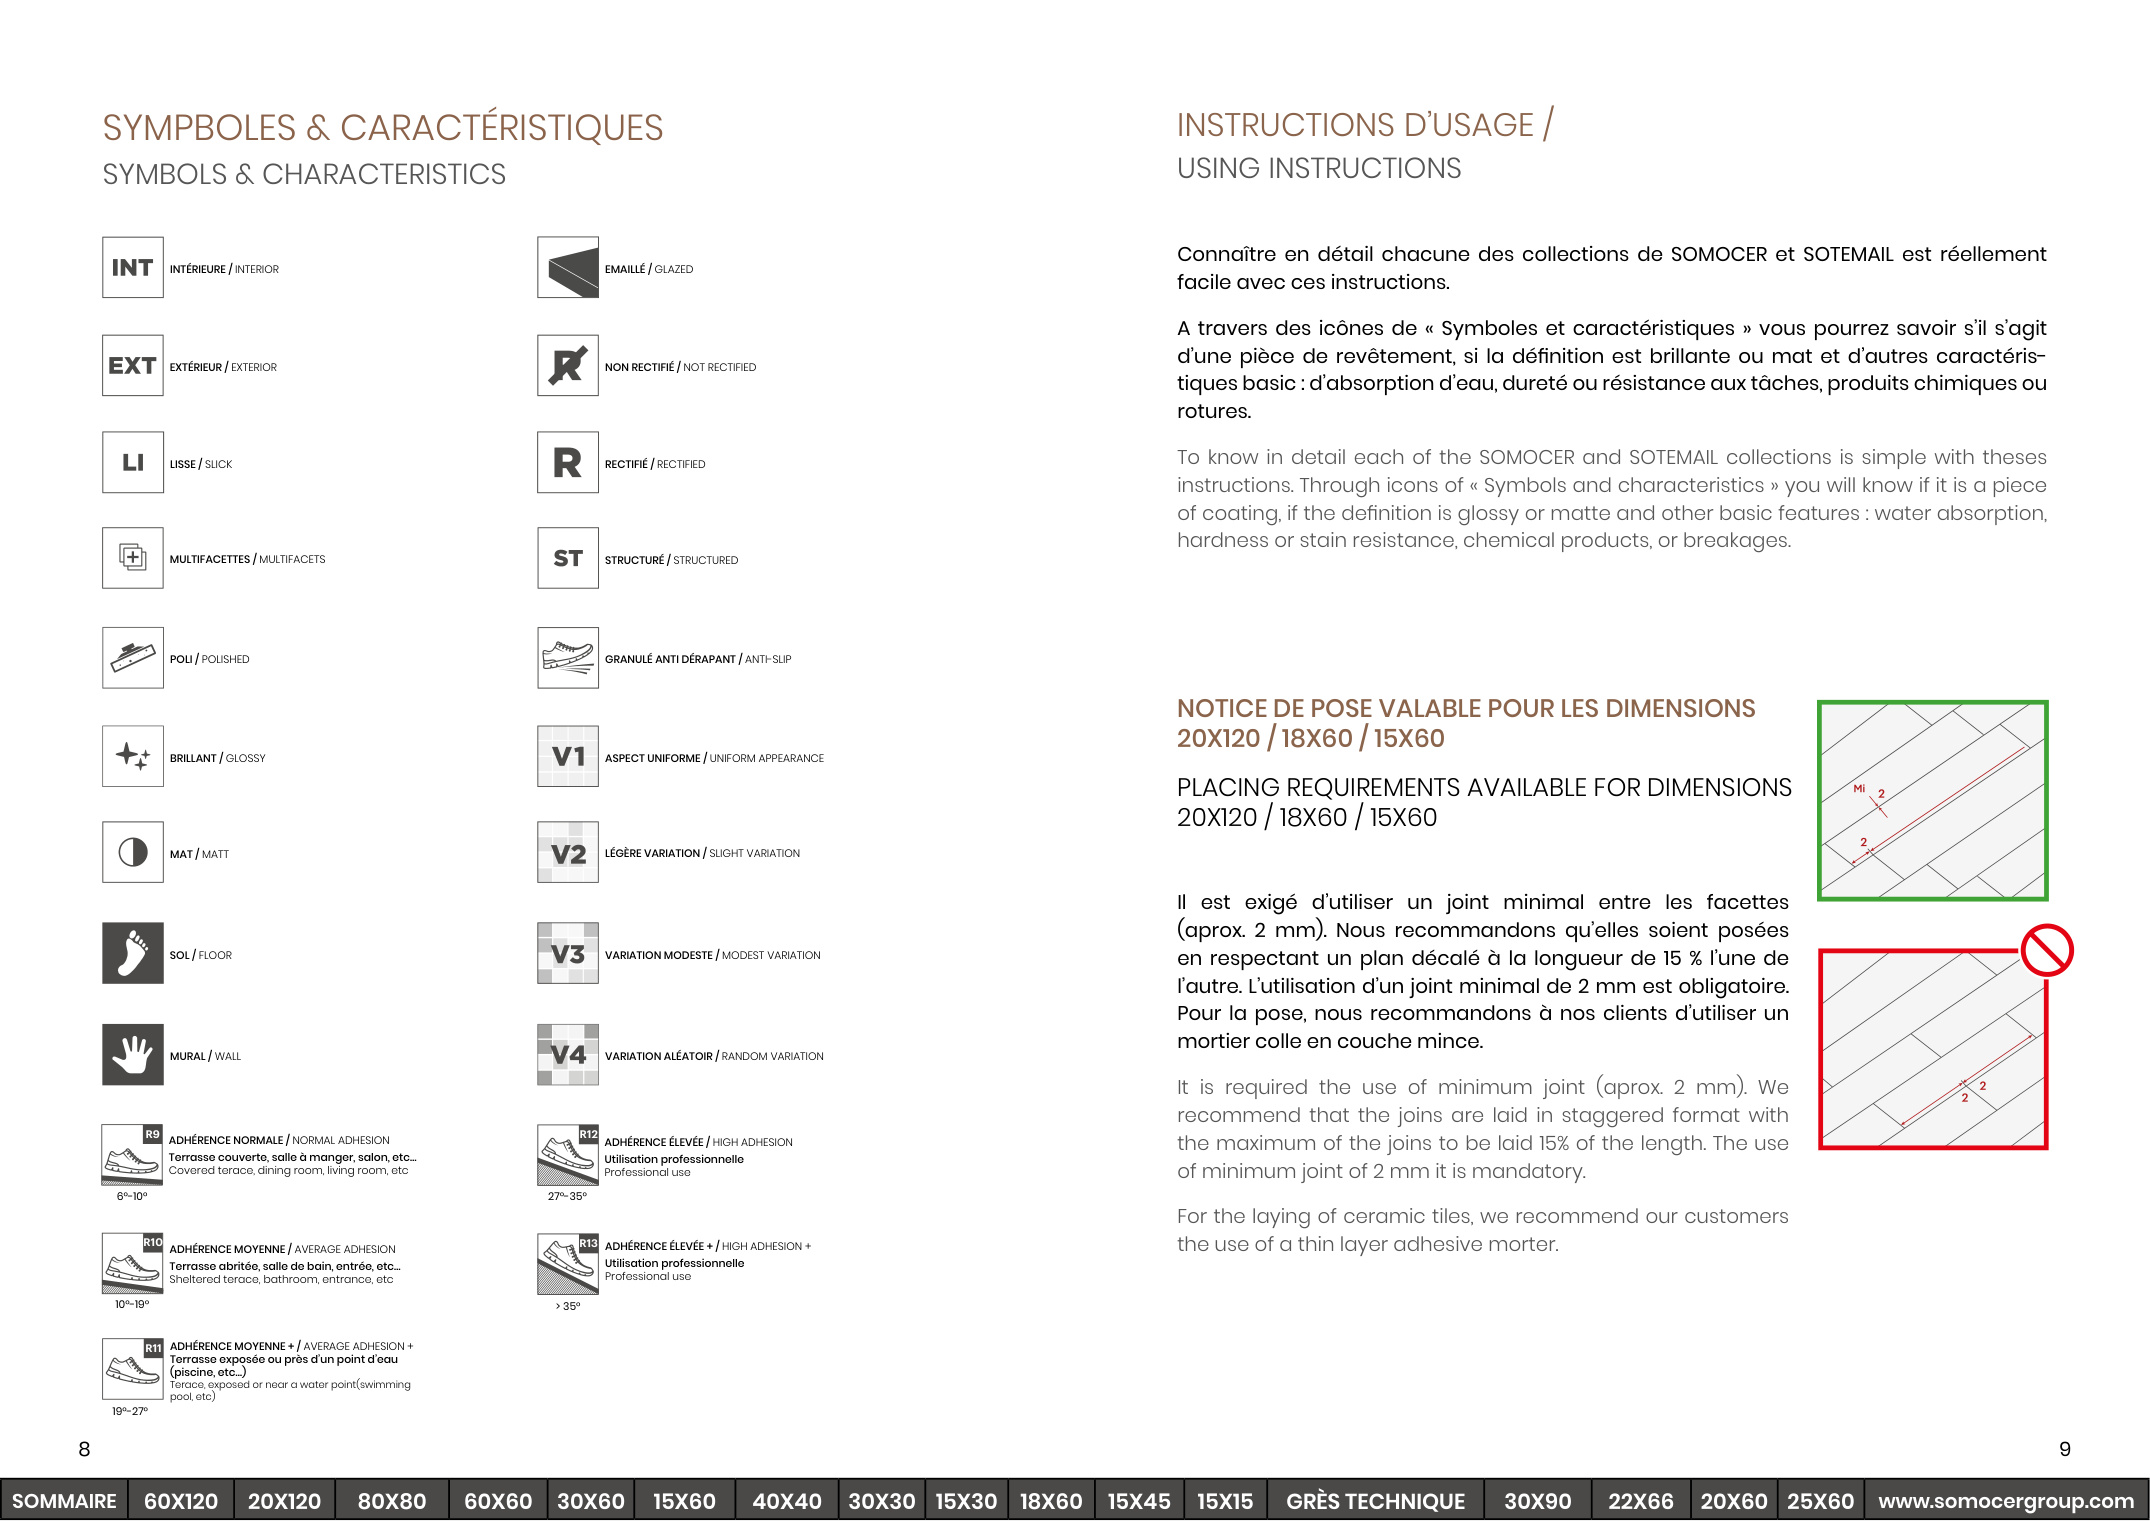 SYMPBOLES & CARACTÉRISTIQUES
SYMBOLS & CHARACTERISTICS
INT
INTÉRIEURE / INTERIOR
EXT
EXTÉRIEUR / EXTERIOR
LI
LISSE / SLICK
MULTIFACETTES / MULTIFACETS
POLI / POLISHED
BRILLANT / GLOSSY
MAT / MATT
SOL / FLOOR
MURAL / WALL
R9
ADHÉRENCE NORMALE / NORMAL ADHESION
Terrasse couverte, salle à manger, salon, etc...
Covered terace, dining room, living room, etc
6°-10°
R10
ADHÉRENCE MOYENNE / AVERAGE ADHESION
Terrasse abritée, salle de bain, entrée, etc...
Sheltered terace, bathroom, entrance, etc
10°-19°
R11
ADHÉRENCE MOYENNE + / AVERAGE ADHESION +
Terrasse exposée ou près d'un point d'eau
(piscine, etc...)
Terace, exposed or near a water point(swimming
pool, etc)
19°-27°
EMAILLÉ / GLAZED
R
NON RECTIFIÉ / NOT RECTIFIED
R
RECTIFIÉ / RECTIFIED
ST
STRUCTURÉ / STRUCTURED
GRANULÉ ANTI DÉRAPANT / ANTI-SLIP
V1
ASPECT UNIFORME / UNIFORM APPEARANCE
V2
LÉGÈRE VARIATION / SLIGHT VARIATION
V3
VARIATION MODESTE / MODEST VARIATION
V4
VARIATION ALÉATOIR / RANDOM VARIATION
R12
ADHÉRENCE ÉLEVÉE / HIGH ADHESION
Utilisation professionnelle
Professional use
27°-35°
R13
ADHÉRENCE ÉLEVÉE + / HIGH ADHESION +
Utilisation professionnelle
Professional use
> 35°
8
INSTRUCTIONS D'USAGE /
USING INSTRUCTIONS
Connaître en détail chacune des collections de SOMOCER et SOTEMAIL est réellement
facile avec ces instructions.
A travers des icônes de « Symboles et caractéristiques » vous pourrez savoir s'il s'agit
d'une pièce de revêtement, si la définition est brillante ou mat et d'autres caractéris-
tiques basic : d'absorption d'eau, dureté ou résistance aux tâches, produits chimiques ou
rotures.
To know in detail each of the SOMOCER and SOTEMAIL collections is simple with theses
instructions. Through icons of « Symbols and characteristics » you will know if it is a piece
of coating, if the definition is glossy or matte and other basic features : water absorption,
hardness or stain resistance, chemical products, or breakages.
NOTICE DE POSE VALABLE POUR LES DIMENSIONS
20X120 / 18X60 / 15X60
PLACING REQUIREMENTS AVAILABLE FOR DIMENSIONS
20X120 / 18X60 / 15X60
Il est exigé d'utiliser un joint minimal entre les facettes
(aprox. 2 mm). Nous recommandons qu'elles soient posées
en respectant un plan décalé à la longueur de 15 % l'une de
l'autre. L'utilisation d'un joint minimal de 2 mm est obligatoire.
Pour la pose, nous recommandons à nos clients d'utiliser un
mortier colle en couche mince.
It is required the use of minimum joint (aprox. 2 mm). We
recommend that the joins are laid in staggered format with
the maximum of the joins to be laid 15% of the length. The use
of minimum joint of 2 mm it is mandatory.
For the laying of ceramic tiles, we recommend our customers
the use of a thin layer adhesive morter.
Mi 2
2
2
2
9
SOMMAIRE 60X120 20X120 80X80 60X60 30X60 15X60 40X40 30X30 15X30 18X60 15X45 15X15 GRÈS TECHNIQUE 30X90 22X66 20X60 25X60 www.somocergroup.com